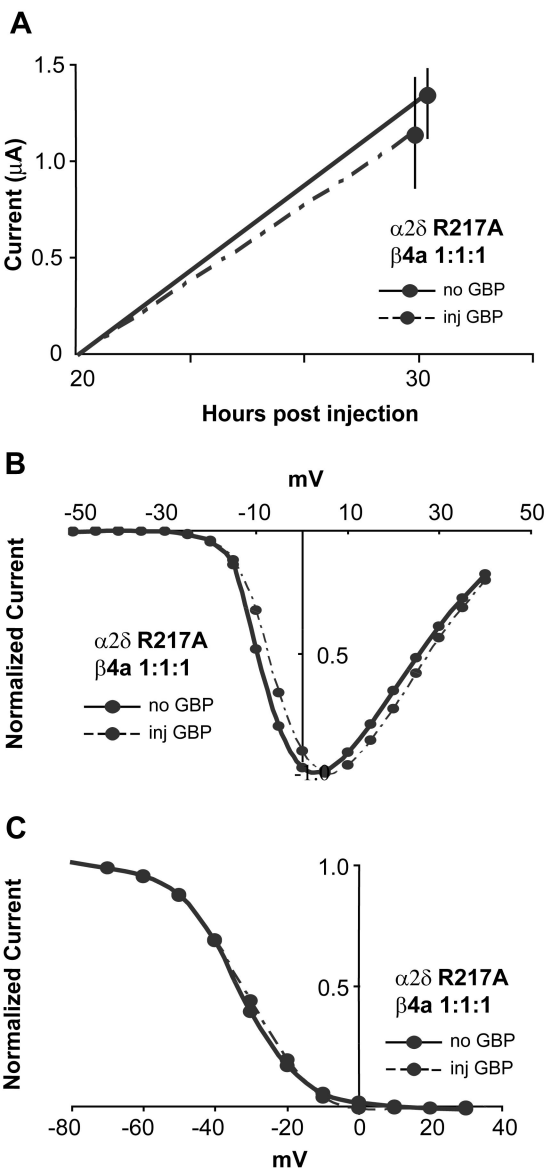 A
1.5
1.0
0.5
0
Current (μA)
α2δ R217A
β4a 1:1:1
no GBP
inj GBP
20 30
Hours post injection
B
mV
-50 -30 -10 10 30 50
Normalized Current
α2δ R217A
β4a 1:1:1
no GBP
inj GBP
0.5
-1.0
C
Normalized Current
1.0
0.5
α2δ R217A
β4a 1:1:1
no GBP
inj GBP
-80 -60 -40 -20 0 20 40
mV